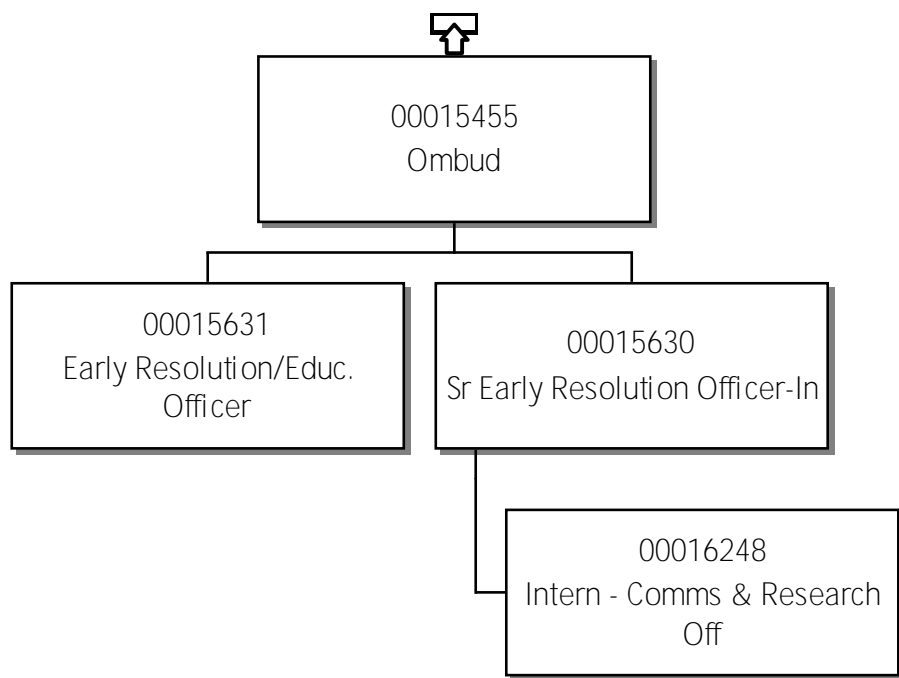 00015455
Ombud
00015631
Early Resolution/Educ.
Officer
00015630
Sr Early Resolution Officer-In
00016248
Intern - Comms & Research
Off